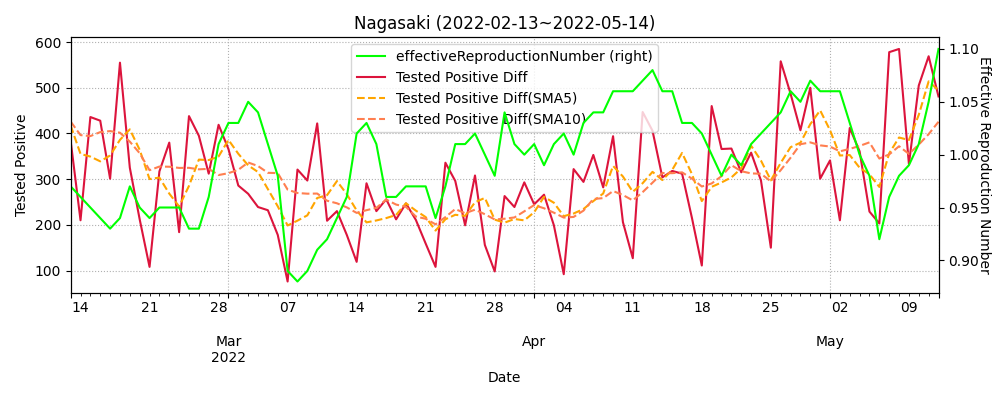 Nagasaki (2022-02-13~2022-05-14)
effectiveReproductionNumber (right)
Tested Positive Diff
Tested Positive Diff(SMA5)
Tested Positive Diff(SMA10)
Tested Positive
600
500
400
300
200
100
1.10
1.05
1.00
0.95
0.90
Effective Reproduction Number
14 21 28 07 14 21 28 04 11 18 25 02 09
Mar Apr May
2022
Date